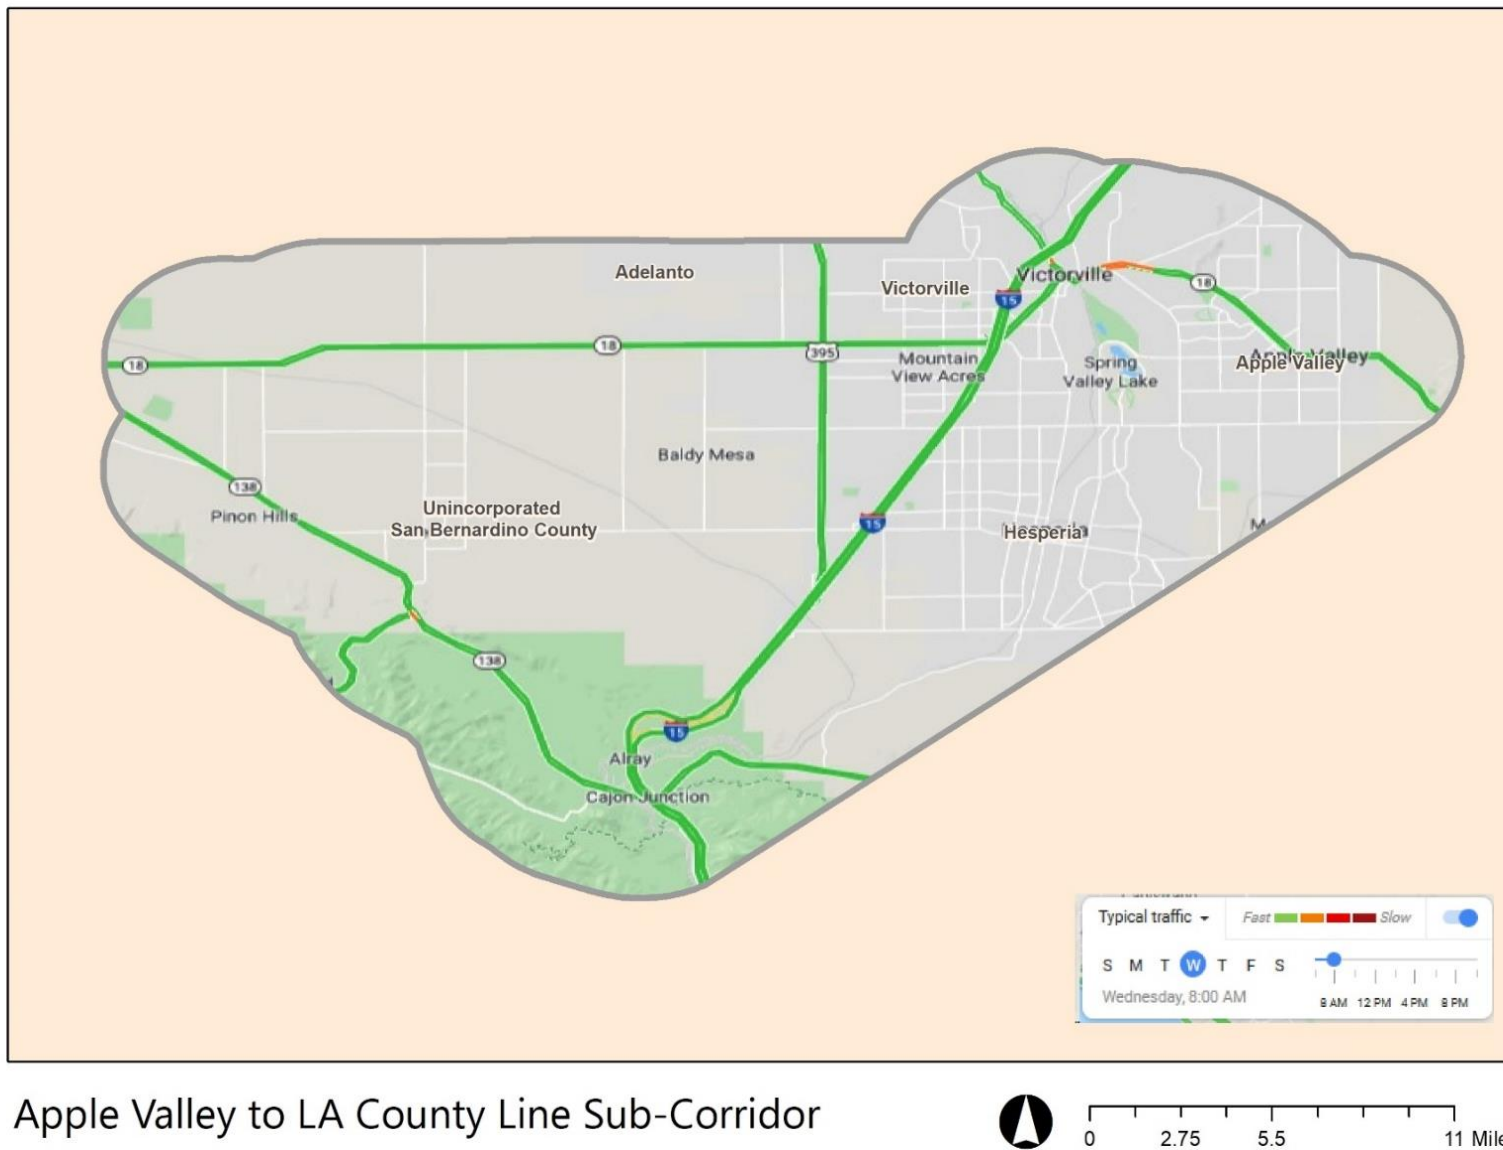 Adelanto
Victorville
Victorville
15
18
18
18
395
Mountain
View Acres
Spring
Valley Lake
Apple Valley
Apple Valley
Baldy Mesa
138
Pinon Hills
Unincorporated
San Bernardino County
15
Hesperia
138
15
Alray
Cajon Junction
Typical traffic
Fast
Slow
S M T W T F S
Wednesday, 8:00 AM
8 AM 12 PM 4 PM 8 PM
Apple Valley to LA County Line Sub-Corridor
0 2.75 5.5 11 Mile